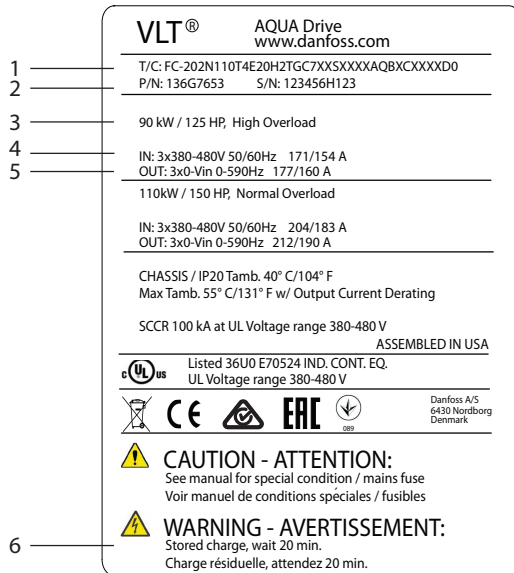 VLT® AQUA Drive
www.danfoss.com
1 T/C: FC-202N110T4E20H2TGC7XXSXXXXAQBXCXXXXD0
2 P/N: 136G7653 S/N: 123456H123
3 90 kW / 125 HP, High Overload
4 IN: 3x380-480V 50/60Hz 171/154 A
5 OUT: 3x0-Vin 0-590Hz 177/160 A
110kW / 150 HP, Normal Overload
IN: 3x380-480V 50/60Hz 204/183 A
OUT: 3x0-Vin 0-590Hz 212/190 A
CHASSIS / IP20 Tamb. 40° C/104° F
Max Tamb. 55° C/131° F w/ Output Current Derating
SCCR 100 kA at UL Voltage range 380-480 V
ASSEMBLED IN USA
c UL us Listed 36U0 E70524 IND. CONT. EQ.
UL Voltage range 380-480 V
CE EAC 089
Danfoss A/S
6430 Nordborg
Denmark
CAUTION - ATTENTION:
See manual for special condition / mains fuse
Voir manuel de conditions spéciales / fusibles
WARNING - AVERTISSEMENT:
6 Stored charge, wait 20 min.
Charge résiduelle, attendez 20 min.